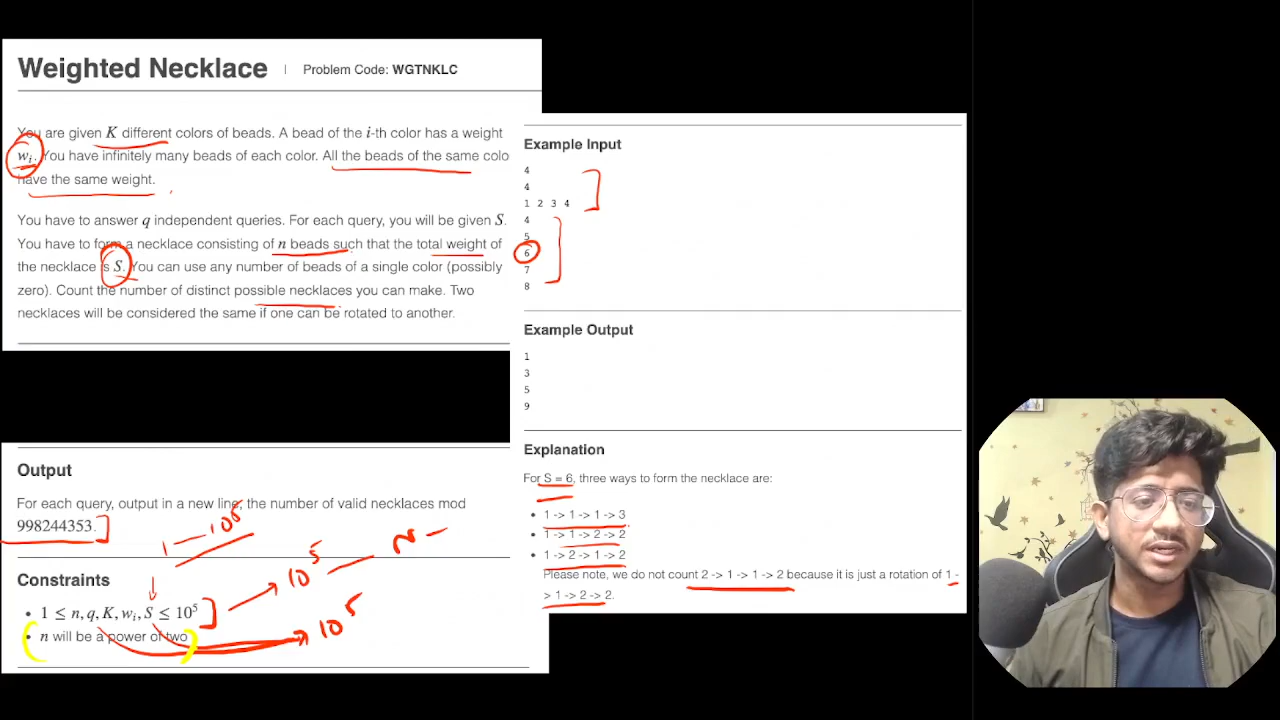 Weighted Necklace | Problem Code: WGTNKLC
You are given K different colors of beads. A bead of the i-th color has a weight
wi. You have infinitely many beads of each color. All the beads of the same colo
have the same weight.
You have to answer q independent queries. For each query, you will be given S.
You have to form a necklace consisting of n beads such that the total weight of
the necklace is S. You can use any number of beads of a single color (possibly
zero). Count the number of distinct possible necklaces you can make. Two
necklaces will be considered the same if one can be rotated to another.
Output
For each query, output in a new line, the number of valid necklaces mod
998244353.
1 — 10^5
Constraints
10^5
N
1 ≤ n, q, K, wi, S ≤ 10^5
n will be a power of two
10^5
Example Input
4
4
1 2 3 4
4
5
6
7
8
Example Output
1
3
5
9
Explanation
For S = 6, three ways to form the necklace are:
1 -> 1 -> 1 -> 3
1 -> 1 -> 2 -> 2
1 -> 2 -> 1 -> 2
Please note, we do not count 2 -> 1 -> 1 -> 2 because it is just a rotation of 1 -
> 1 -> 2 -> 2.